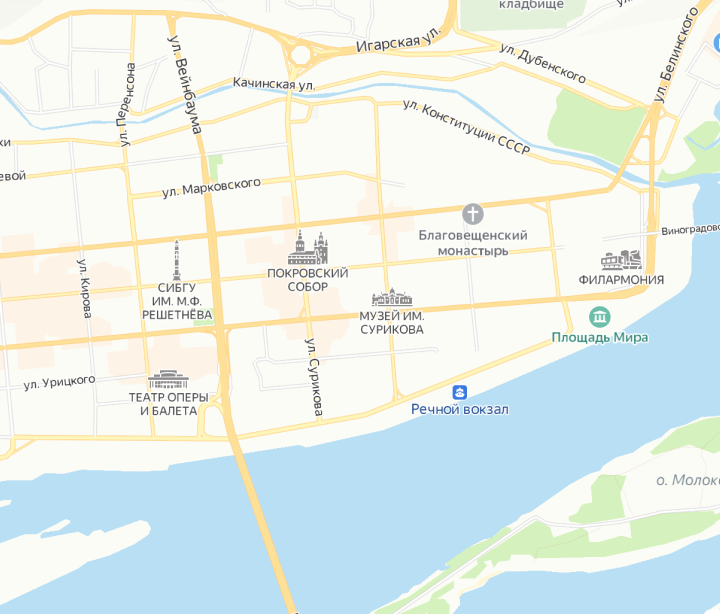 кладбище
Игарская ул.
ул. Дубенского
ул. Белинского
ул. Вейнбаума
ул. Перенсона
Качинская ул.
ул. Конституции СССР
ул. Марковского
Благовещенский
монастырь
ПОКРОВСКИЙ
СОБОР
СИБГУ
ИМ. М.Ф.
РЕШЕТНЁВА
ул. Кирова
ФИЛАРМОНИЯ
МУЗЕЙ ИМ.
СУРИКОВА
Площадь Мира
ул. Сурикова
ул. Урицкого
ТЕАТР ОПЕРЫ
И БАЛЕТА
Речной вокзал